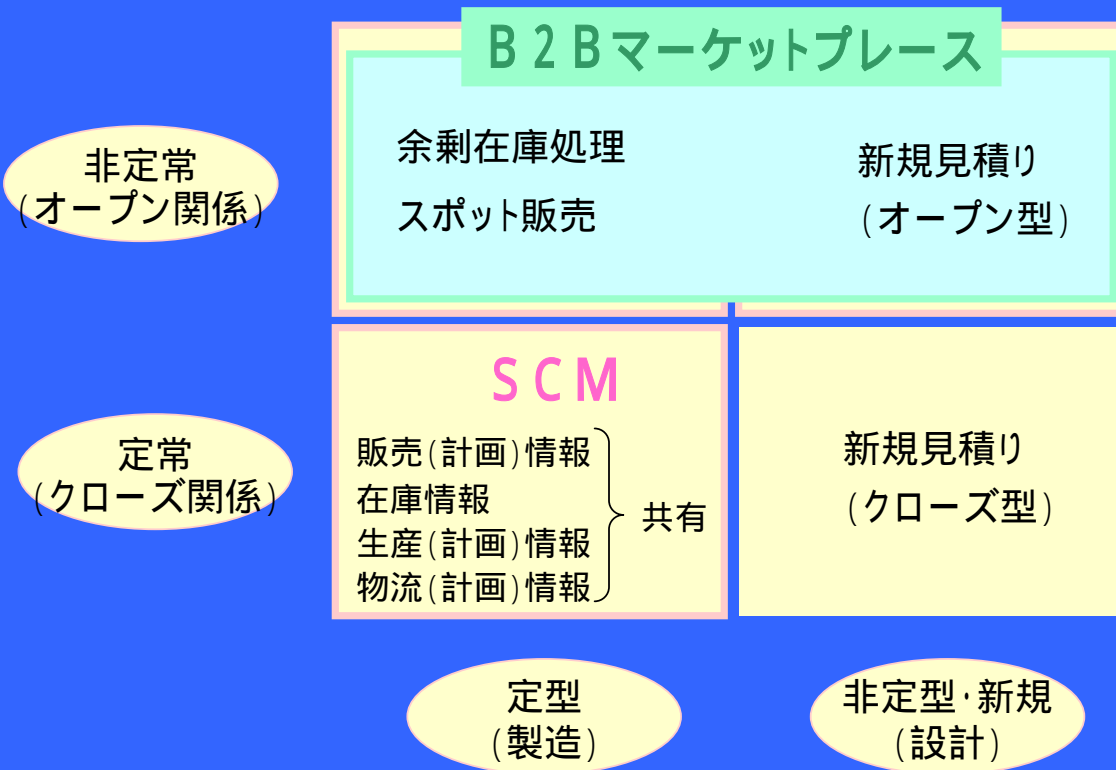 B2Bマーケットプレース
非定常
(オープン関係)
余剰在庫処理
スポット販売
新規見積り
(オープン型)
定常
(クローズ関係)
SCM
販売(計画)情報
在庫情報
生産(計画)情報
物流(計画)情報
共有
新規見積り
(クローズ型)
定型
(製造)
非定型・新規
(設計)